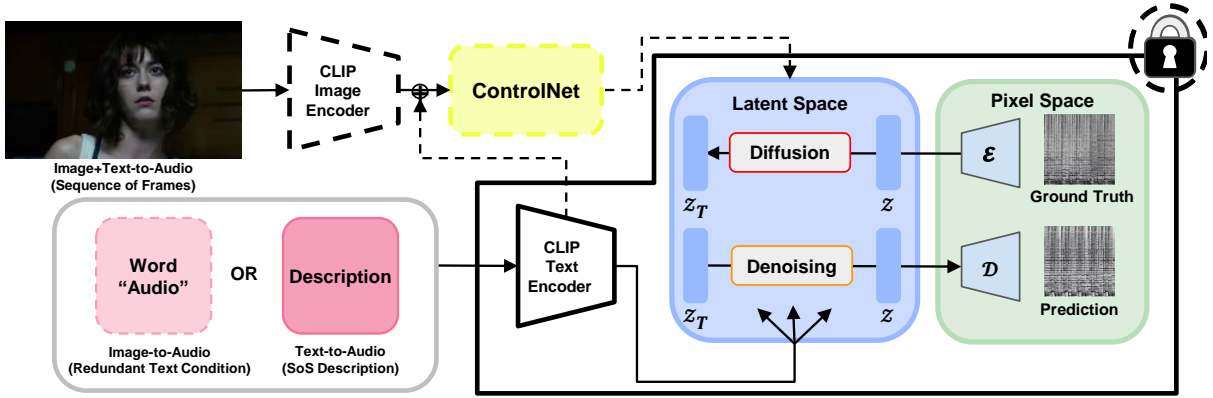 CLIP
Image
Encoder
ControlNet
Image+Text-to-Audio
(Sequence of Frames)
Word
“Audio”
OR
Description
Image-to-Audio
(Redundant Text Condition)
Text-to-Audio
(SoS Description)
CLIP
Text
Encoder
Latent Space
Pixel Space
Diffusion
ℰ
Ground Truth
𝓏_T
𝓏
Denoising
𝒟
𝓏_T
𝓏
Prediction